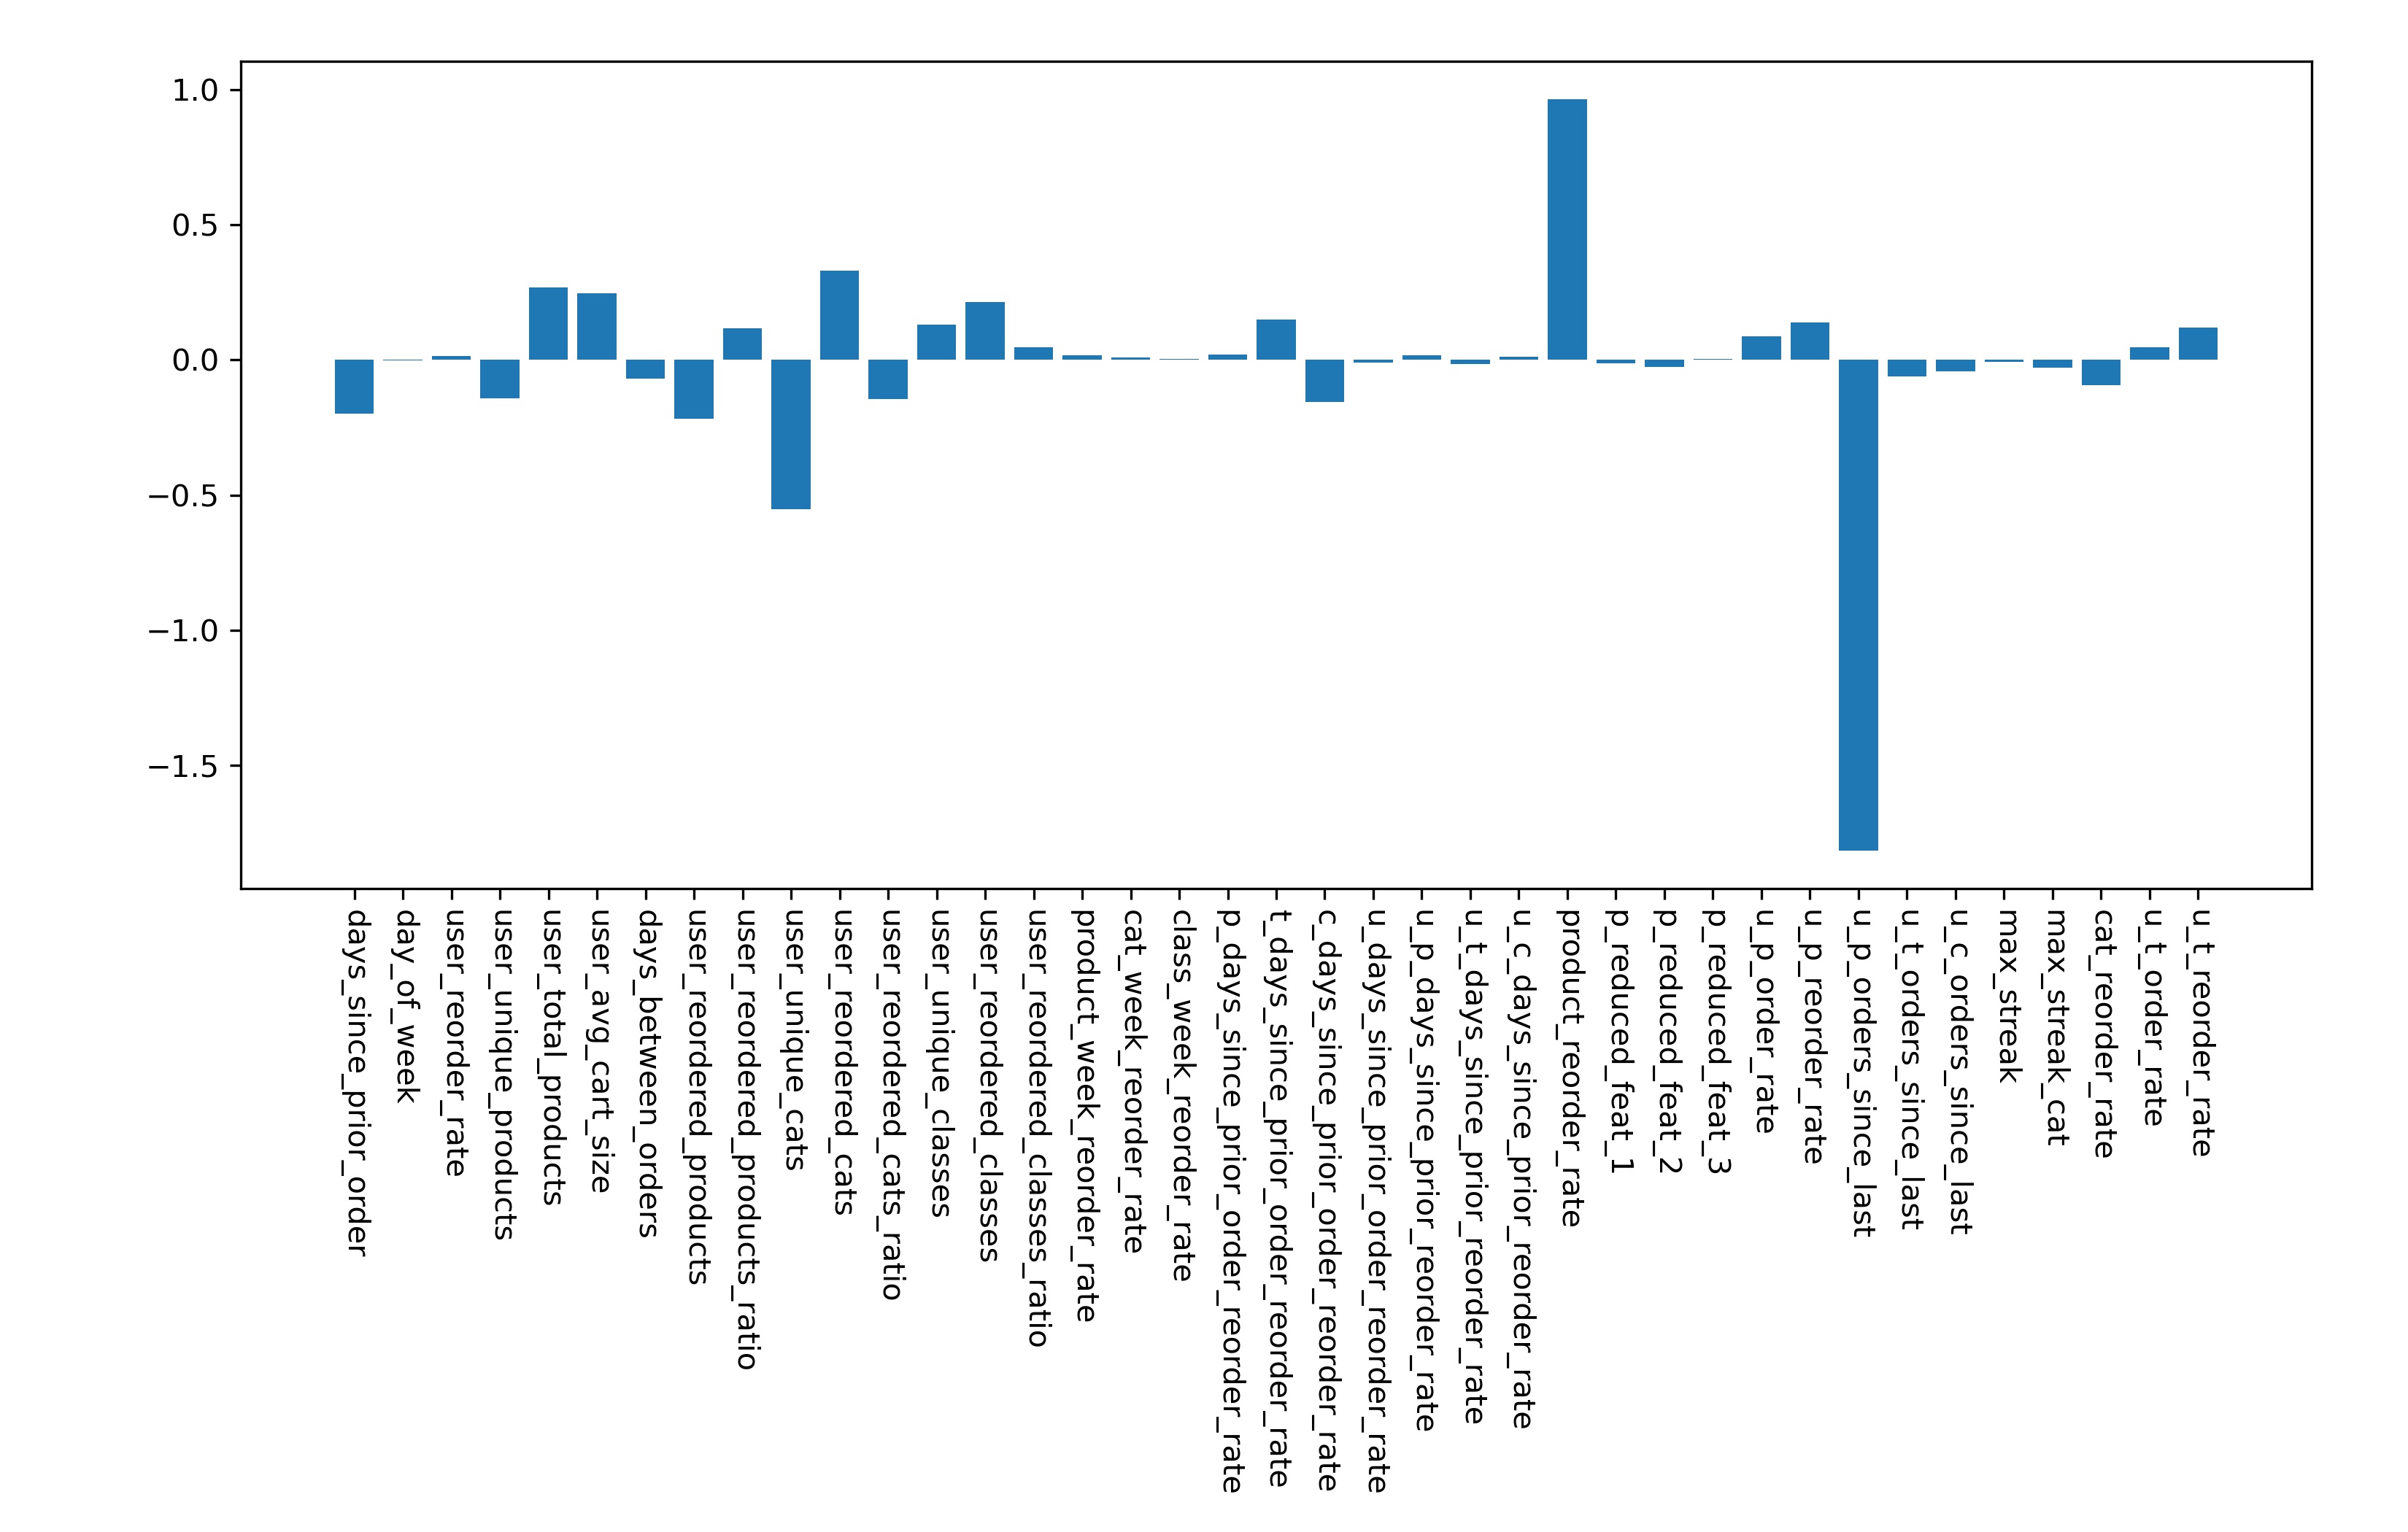 1.0
0.5
0.0
−0.5
−1.0
−1.5
days_since_prior_order
day_of_week
user_reorder_rate
user_unique_products
user_total_products
user_avg_cart_size
days_between_orders
user_reordered_products
user_reordered_products_ratio
user_unique_cats
user_reordered_cats
user_reordered_cats_ratio
user_unique_classes
user_reordered_classes
user_reordered_classes_ratio
product_week_reorder_rate
cat_week_reorder_rate
class_week_reorder_rate
p_days_since_prior_order_reorder_rate
t_days_since_prior_order_reorder_rate
c_days_since_prior_order_reorder_rate
u_days_since_prior_order_reorder_rate
u_p_days_since_prior_reorder_rate
u_t_days_since_prior_reorder_rate
u_c_days_since_prior_reorder_rate
product_reorder_rate
p_reduced_feat_1
p_reduced_feat_2
p_reduced_feat_3
u_p_order_rate
u_p_reorder_rate
u_p_orders_since_last
u_t_orders_since_last
u_c_orders_since_last
max_streak
max_streak_cat
cat_reorder_rate
u_t_order_rate
u_t_reorder_rate